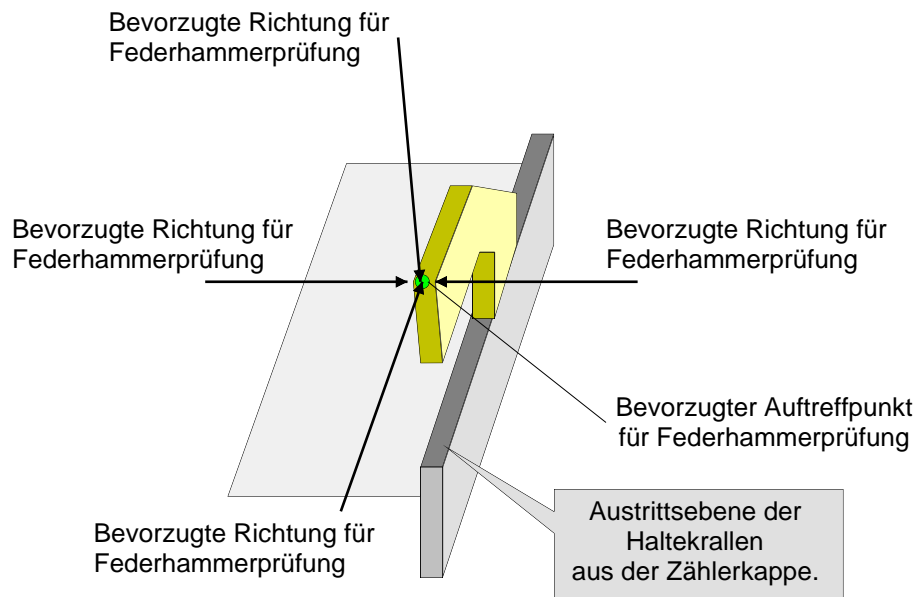 Bevorzugte Richtung für
Federhammerprüfung
Bevorzugte Richtung für
Federhammerprüfung
Bevorzugte Richtung für
Federhammerprüfung
Bevorzugter Auftreffpunkt
für Federhammerprüfung
Bevorzugte Richtung für
Federhammerprüfung
Austrittsebene der
Haltekrallen
aus der Zählerkappe.